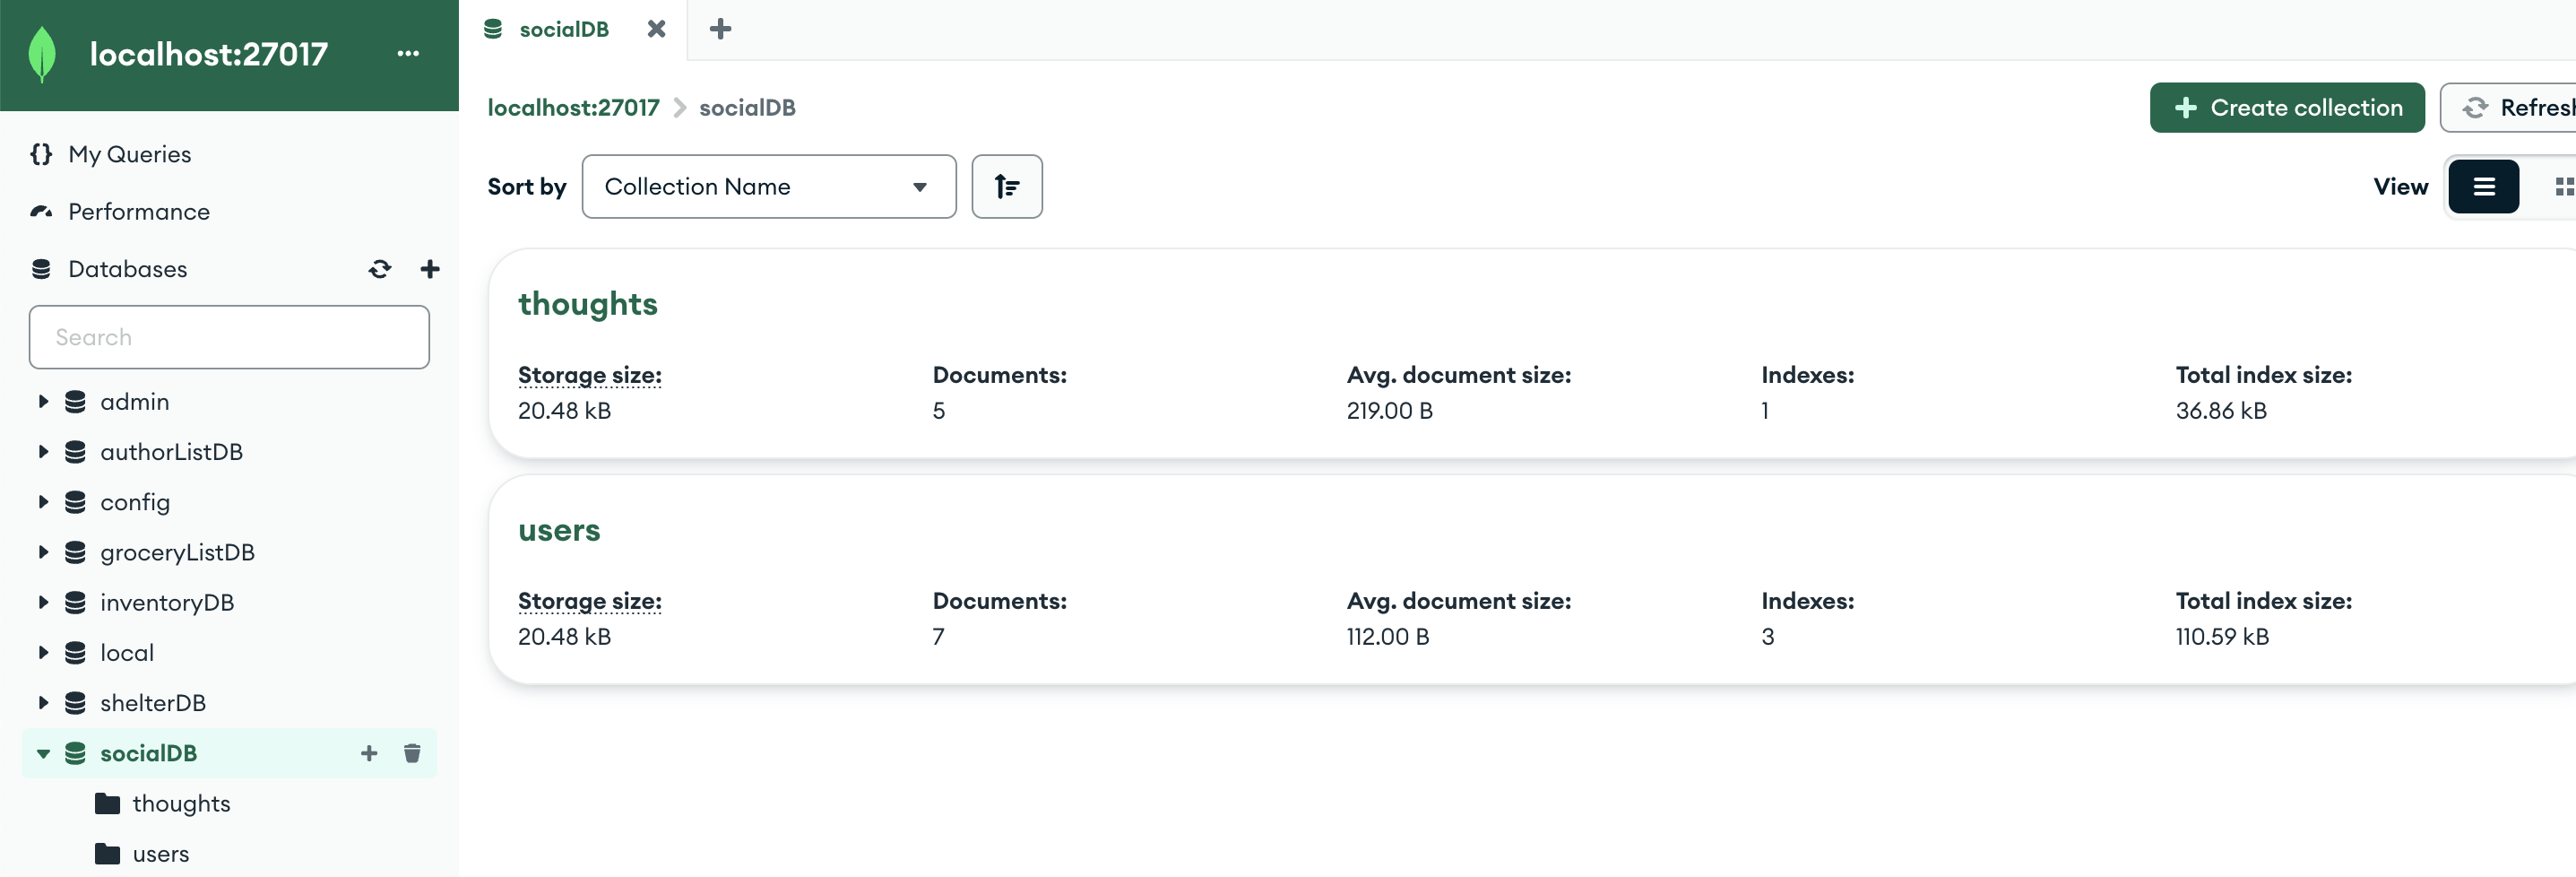 localhost:27017
My Queries
Performance
Databases
Search
admin
authorListDB
config
groceryListDB
inventoryDB
local
shelterDB
socialDB
thoughts
users
socialDB
localhost:27017 socialDB
Create collection
Refresh
Sort by Collection Name
View
thoughts
Storage size: Documents: Avg. document size: Indexes: Total index size:
20.48 kB 5 219.00 B 1 36.86 kB
users
Storage size: Documents: Avg. document size: Indexes: Total index size:
20.48 kB 7 112.00 B 3 110.59 kB